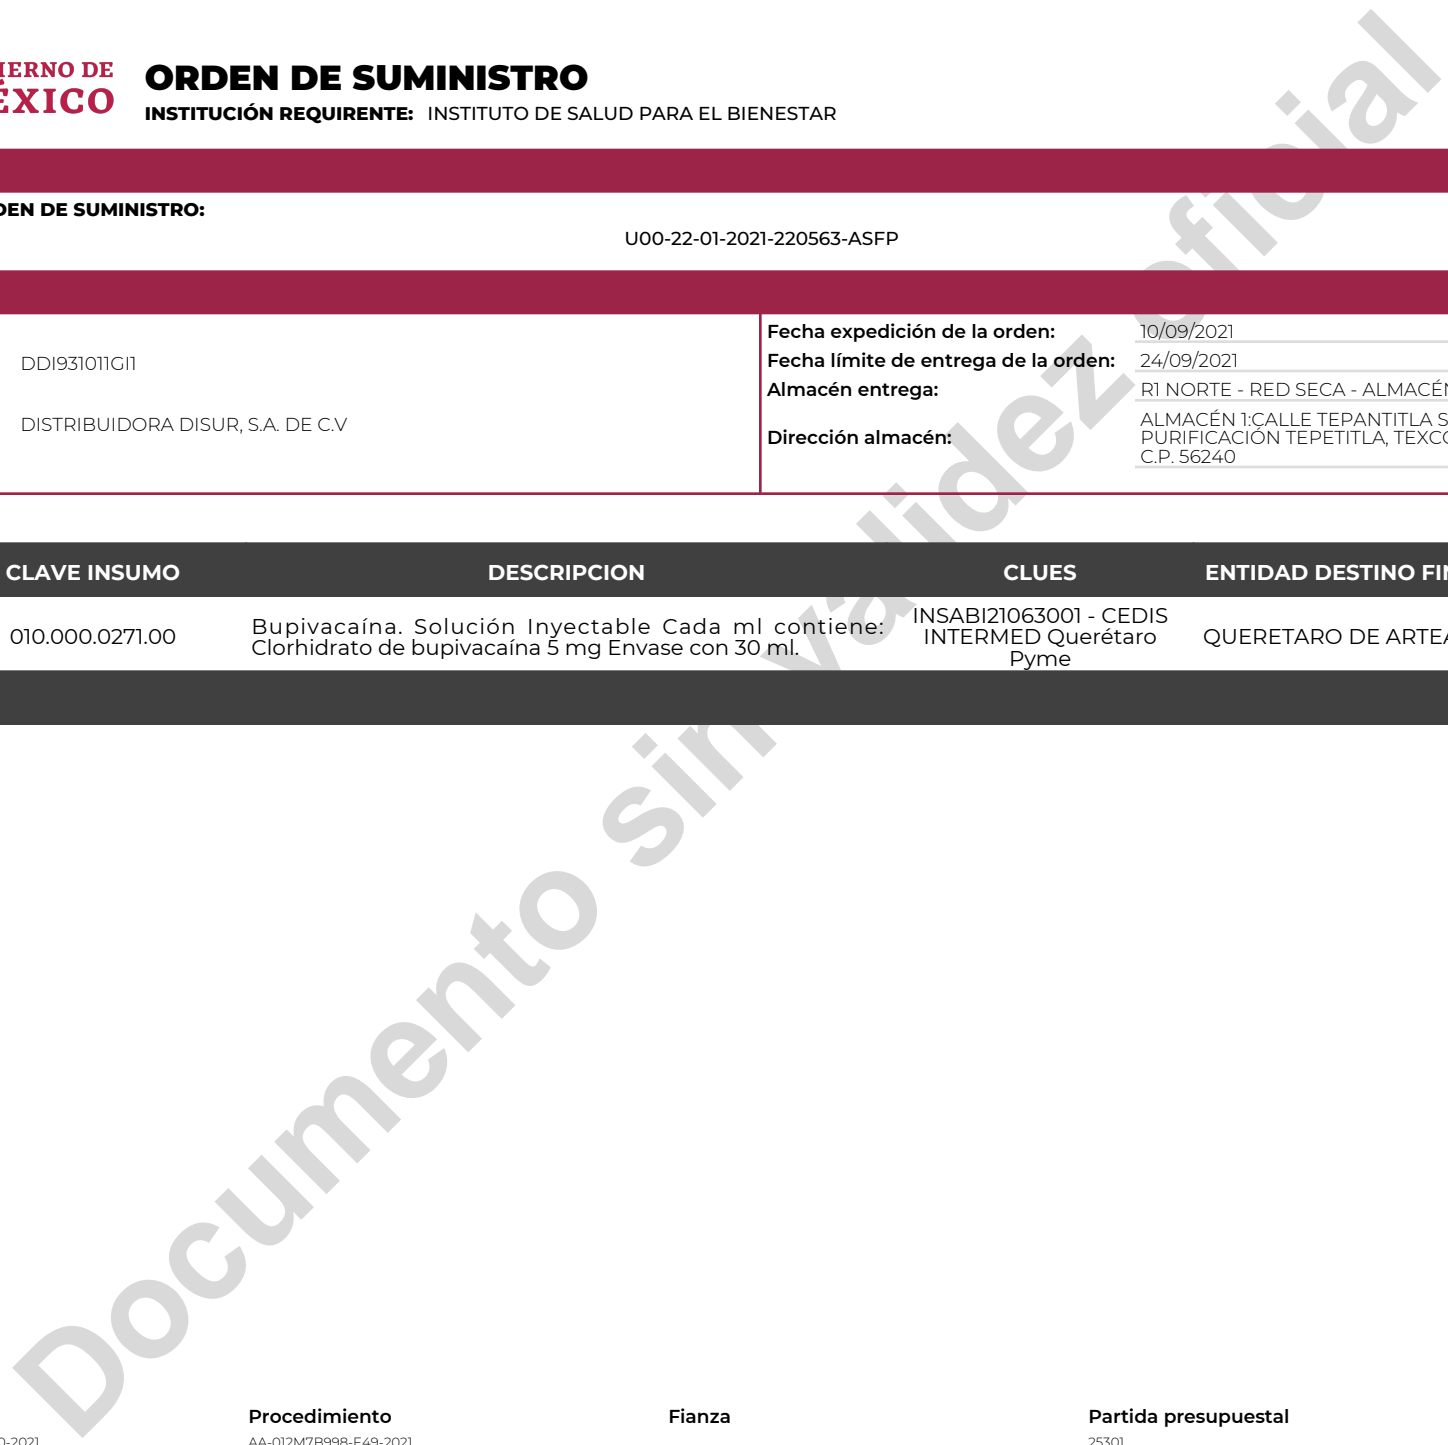 IERNO DE
ÉXICO
ORDEN DE SUMINISTRO
INSTITUCIÓN REQUIRENTE: INSTITUTO DE SALUD PARA EL BIENESTAR
DEN DE SUMINISTRO:
U00-22-01-2021-220563-ASFP
DDI931011GI1
DISTRIBUIDORA DISUR, S.A. DE C.V
Fecha expedición de la orden: 10/09/2021
Fecha límite de entrega de la orden: 24/09/2021
Almacén entrega: R1 NORTE - RED SECA - ALMACÉN
Dirección almacén:
ALMACÉN 1:CALLE TEPANTITLA S
PURIFICACIÓN TEPETITLA, TEXCO
C.P. 56240
CLAVE INSUMO DESCRIPCION CLUES ENTIDAD DESTINO FIN
010.000.0271.00
Bupivacaína. Solución Inyectable Cada ml contiene:
Clorhidrato de bupivacaína 5 mg Envase con 30 ml.
INSABI21063001 - CEDIS
INTERMED Querétaro
Pyme
QUERETARO DE ARTEA
Documento sin validez oficial
Procedimiento Fianza Partida presupuestal
0-2021 AA-012M7B998-E49-2021 25301